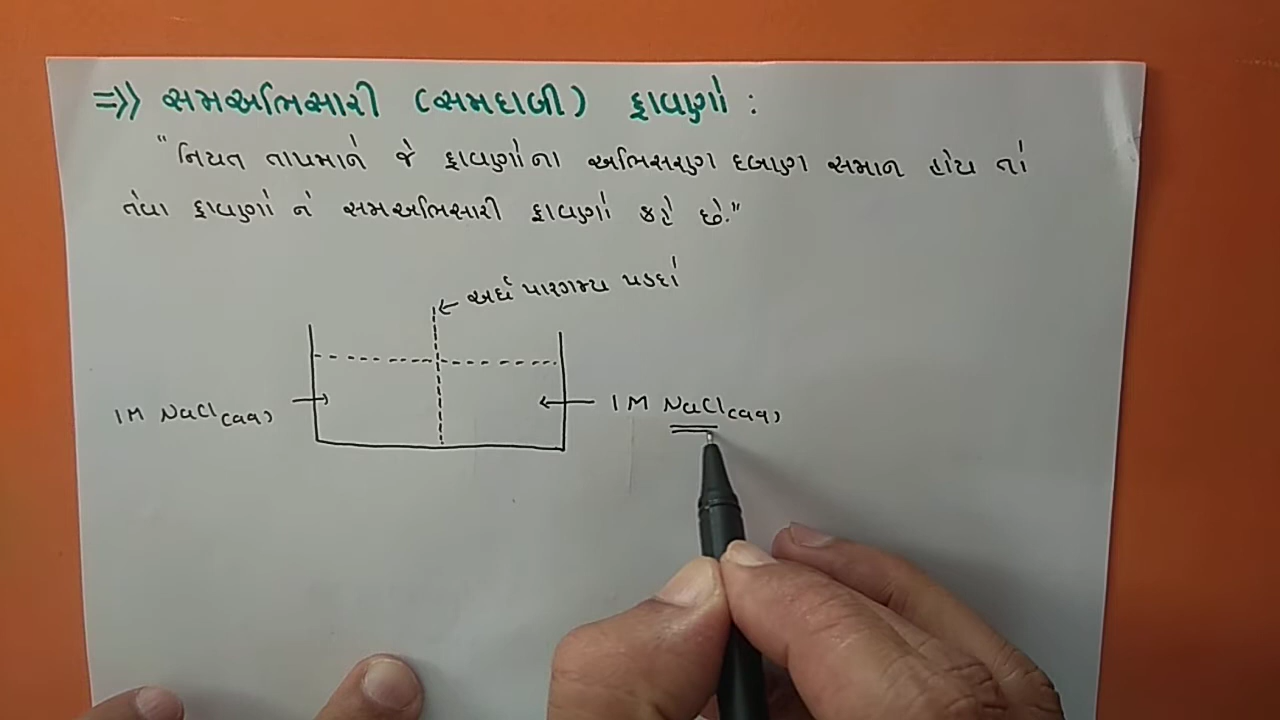 =>》 સમઅભિસારી (સમદાબી) દ્રાવણો :
"નિયત તાપમાને જે દ્રાવણોના અભિસરણ દબાણ સમાન હોય તો
તેવા દ્રાવણો ને સમઅભિસારી દ્રાવણો કહે છે."
અર્ધ પારગમ્ય પડદો
1M NaCl(aq)
1M NaCl(aq)